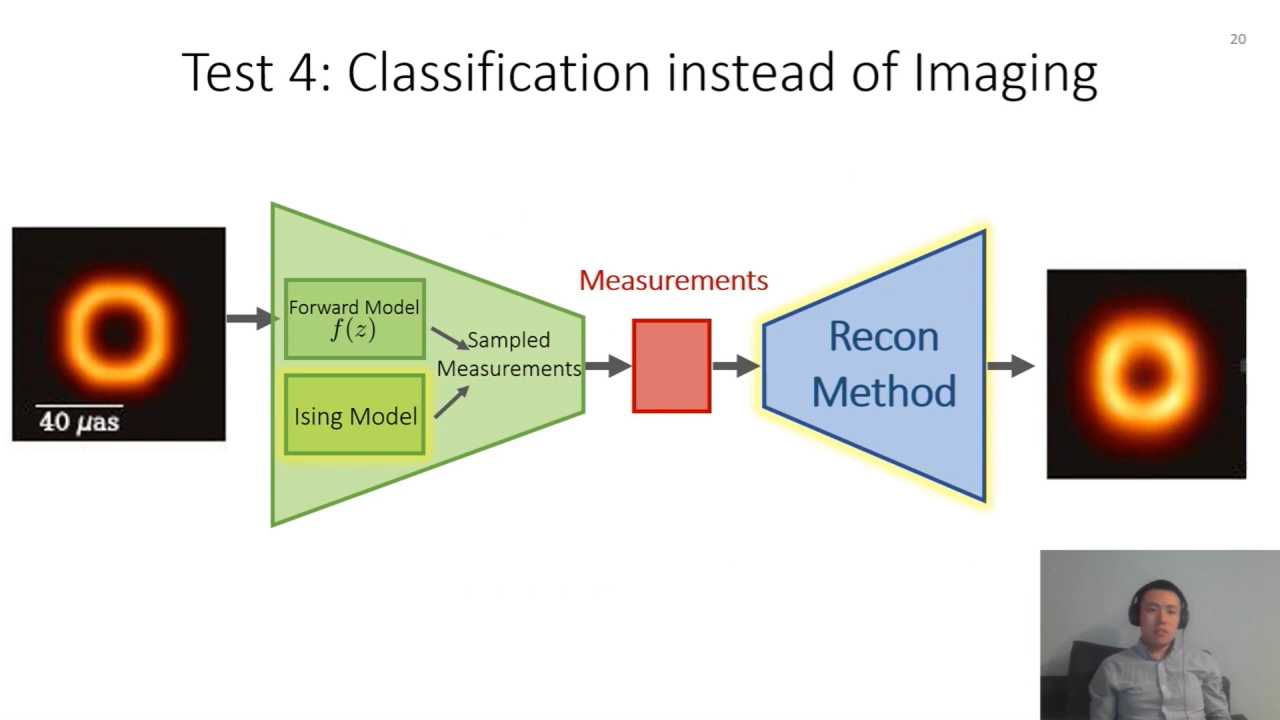 20
Test 4: Classification instead of Imaging
40 μas
Forward Model
f(z)
Ising Model
Sampled
Measurements
Measurements
Recon
Method